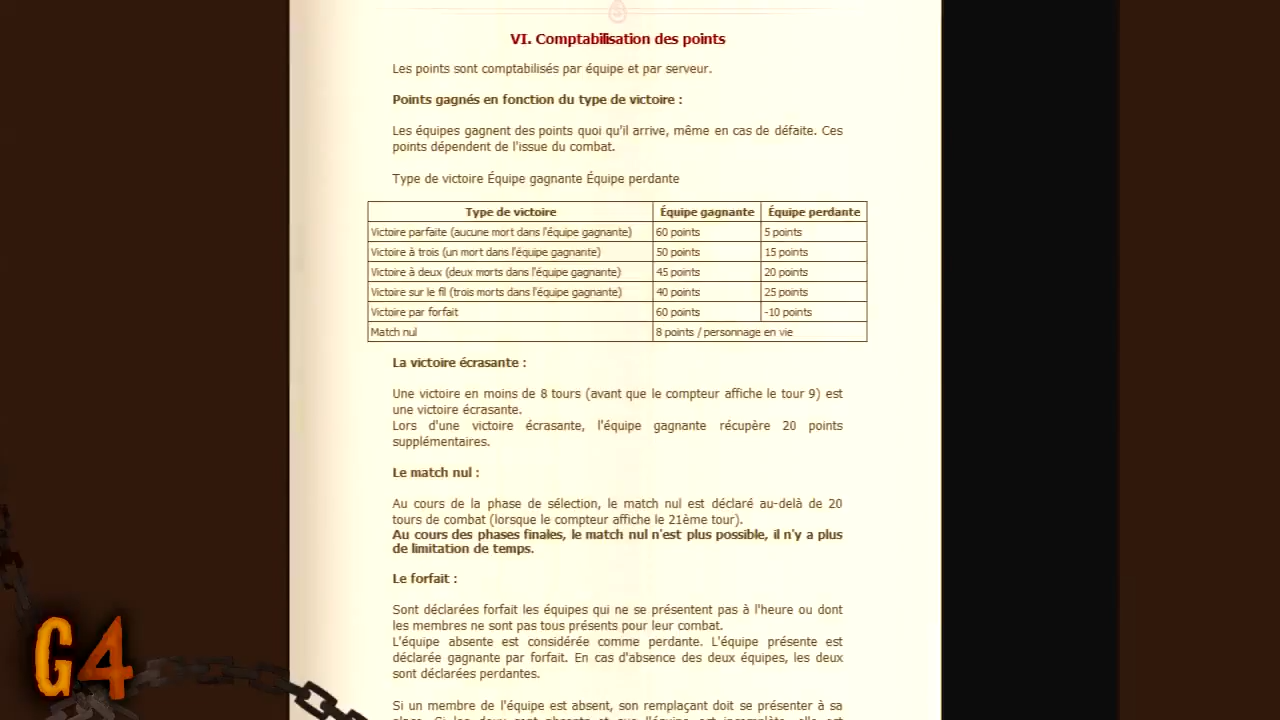 VI. Comptabilisation des points
Les points sont comptabilisés par équipe et par serveur.
Points gagnés en fonction du type de victoire :
Les équipes gagnent des points quoi qu'il arrive, même en cas de défaite. Ces
points dépendent de l'issue du combat.
Type de victoire Équipe gagnante Équipe perdante
Type de victoire Équipe gagnante Équipe perdante
Victoire parfaite (aucune mort dans l'équipe gagnante) 60 points 5 points
Victoire à trois (un mort dans l'équipe gagnante) 50 points 15 points
Victoire à deux (deux morts dans l'équipe gagnante) 45 points 20 points
Victoire sur le fil (trois morts dans l'équipe gagnante) 40 points 25 points
Victoire par forfait 60 points -10 points
Match nul 8 points / personnage en vie
La victoire écrasante :
Une victoire en moins de 8 tours (avant que le compteur affiche le tour 9) est
une victoire écrasante.
Lors d'une victoire écrasante, l'équipe gagnante récupère 20 points
supplémentaires.
Le match nul :
Au cours de la phase de sélection, le match nul est déclaré au-delà de 20
tours de combat (lorsque le compteur affiche le 21ème tour).
Au cours des phases finales, le match nul n'est plus possible, il n'y a plus
de limitation de temps.
Le forfait :
Sont déclarées forfait les équipes qui ne se présentent pas à l'heure ou dont
les membres ne sont pas tous présents pour leur combat.
L'équipe absente est considérée comme perdante. L'équipe présente est
déclarée gagnante par forfait. En cas d'absence des deux équipes, les deux
sont déclarées perdantes.
Si un membre de l'équipe est absent, son remplaçant doit se présenter à sa
G4